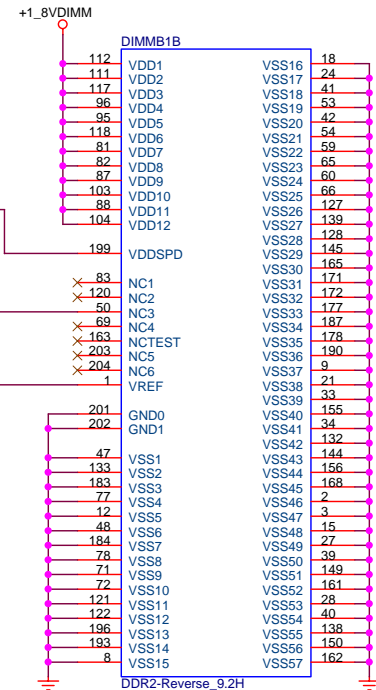 +1_8VDIMM
DIMMB1B
112 VDD1
111 VDD2
117 VDD3
96 VDD4
95 VDD5
118 VDD6
81 VDD7
82 VDD8
87 VDD9
103 VDD10
88 VDD11
104 VDD12
199 VDDSPD
83 NC1
120 NC2
50 NC3
69 NC4
163 NCTEST
203 NC5
204 NC6
1 VREF
201 GND0
202 GND1
47 VSS1
133 VSS2
183 VSS3
77 VSS4
12 VSS5
48 VSS6
184 VSS7
78 VSS8
71 VSS9
72 VSS10
121 VSS11
122 VSS12
196 VSS13
193 VSS14
8 VSS15
VSS16 18
VSS17 24
VSS18 41
VSS19 53
VSS20 42
VSS21 54
VSS22 59
VSS23 65
VSS24 60
VSS25 66
VSS26 127
VSS27 139
VSS28 128
VSS29 145
VSS30 165
VSS31 171
VSS32 172
VSS33 177
VSS34 187
VSS35 178
VSS36 190
VSS37 9
VSS38 21
VSS39 33
VSS40 155
VSS41 34
VSS42 132
VSS43 144
VSS44 156
VSS45 168
VSS46 2
VSS47 3
VSS48 15
VSS49 27
VSS50 39
VSS51 149
VSS52 161
VSS53 28
VSS54 40
VSS55 138
VSS56 150
VSS57 162
DDR2-Reverse_9.2H